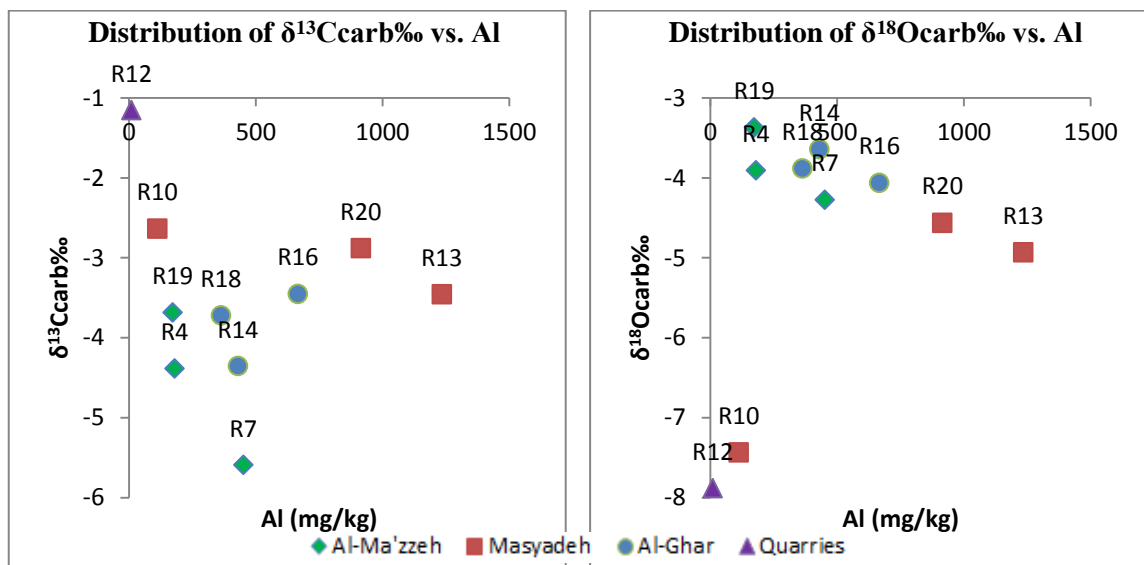 Distribution of δ¹³Ccarb‰ vs. Al
R12
-1
0 500 1000 1500
-2
R10
R20
-3
R19 R18 R16 R13
-4
R4 R14
-5
R7
-6
δ¹³Ccarb‰
Al (mg/kg)
Distribution of δ¹⁸Ocarb‰ vs. Al
-3
R19
0 500 1000 1500
R14
R4 R18 R16
-4
R7
R20
R13
-5
-6
-7
R10
R12
-8
δ¹⁸Ocarb‰
Al (mg/kg)
Al-Ma'zzeh Masyadeh Al-Ghar Quarries